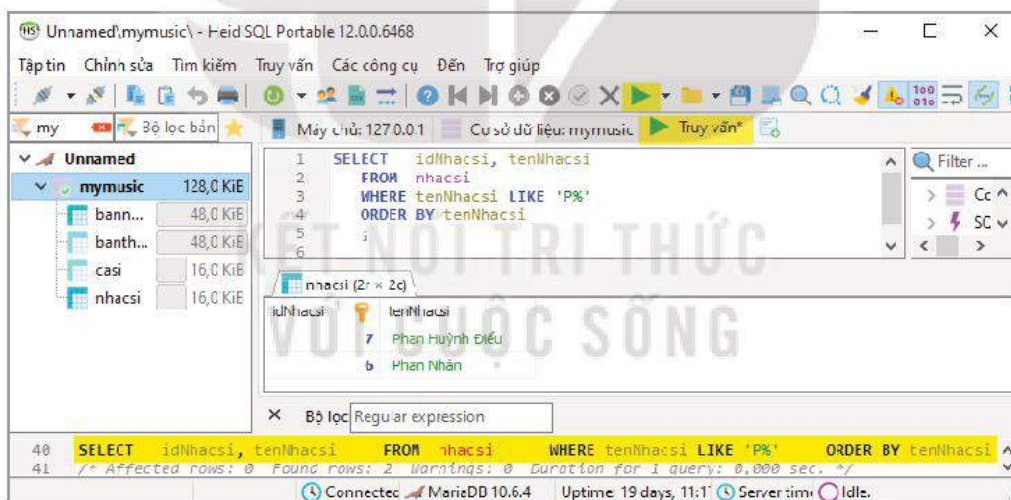 Unnamed\mymusic\ - HeidiSQL Portable 12.0.0.6468
Tập tin Chỉnh sửa Tìm kiếm Truy vấn Các công cụ Đến Trợ giúp
my Bộ lọc bản Máy chủ: 127.0.0.1 Cơ sở dữ liệu: mymusic Truy vấn*
Unnamed
mymusic 128,0 KiB
bann... 48,0 KiB
banth... 48,0 KiB
casi 16,0 KiB
nhacsi 16,0 KiB
1 SELECT idNhacsi, tenNhacsi
2 FROM nhacsi
3 WHERE tenNhacsi LIKE 'P%'
4 ORDER BY tenNhacsi
5 ;
6
Filter ...
KẾT NỐI TRI THỨC
VỚI CUỘC SỐNG
nhacsi (2r × 2c)
idNhacsi tenNhacsi
7 Phan Huỳnh Điểu
6 Phan Nhân
Bộ lọc Regular expression
40 SELECT idNhacsi, tenNhacsi FROM nhacsi WHERE tenNhacsi LIKE 'P%' ORDER BY tenNhacsi
41 /* Affected rows: 0 Found rows: 2 Warnings: 0 Duration for 1 query: 0,000 sec. */
Connected MariaDB 10.6.4 Uptime: 19 days, 11:1 Server time Idle.